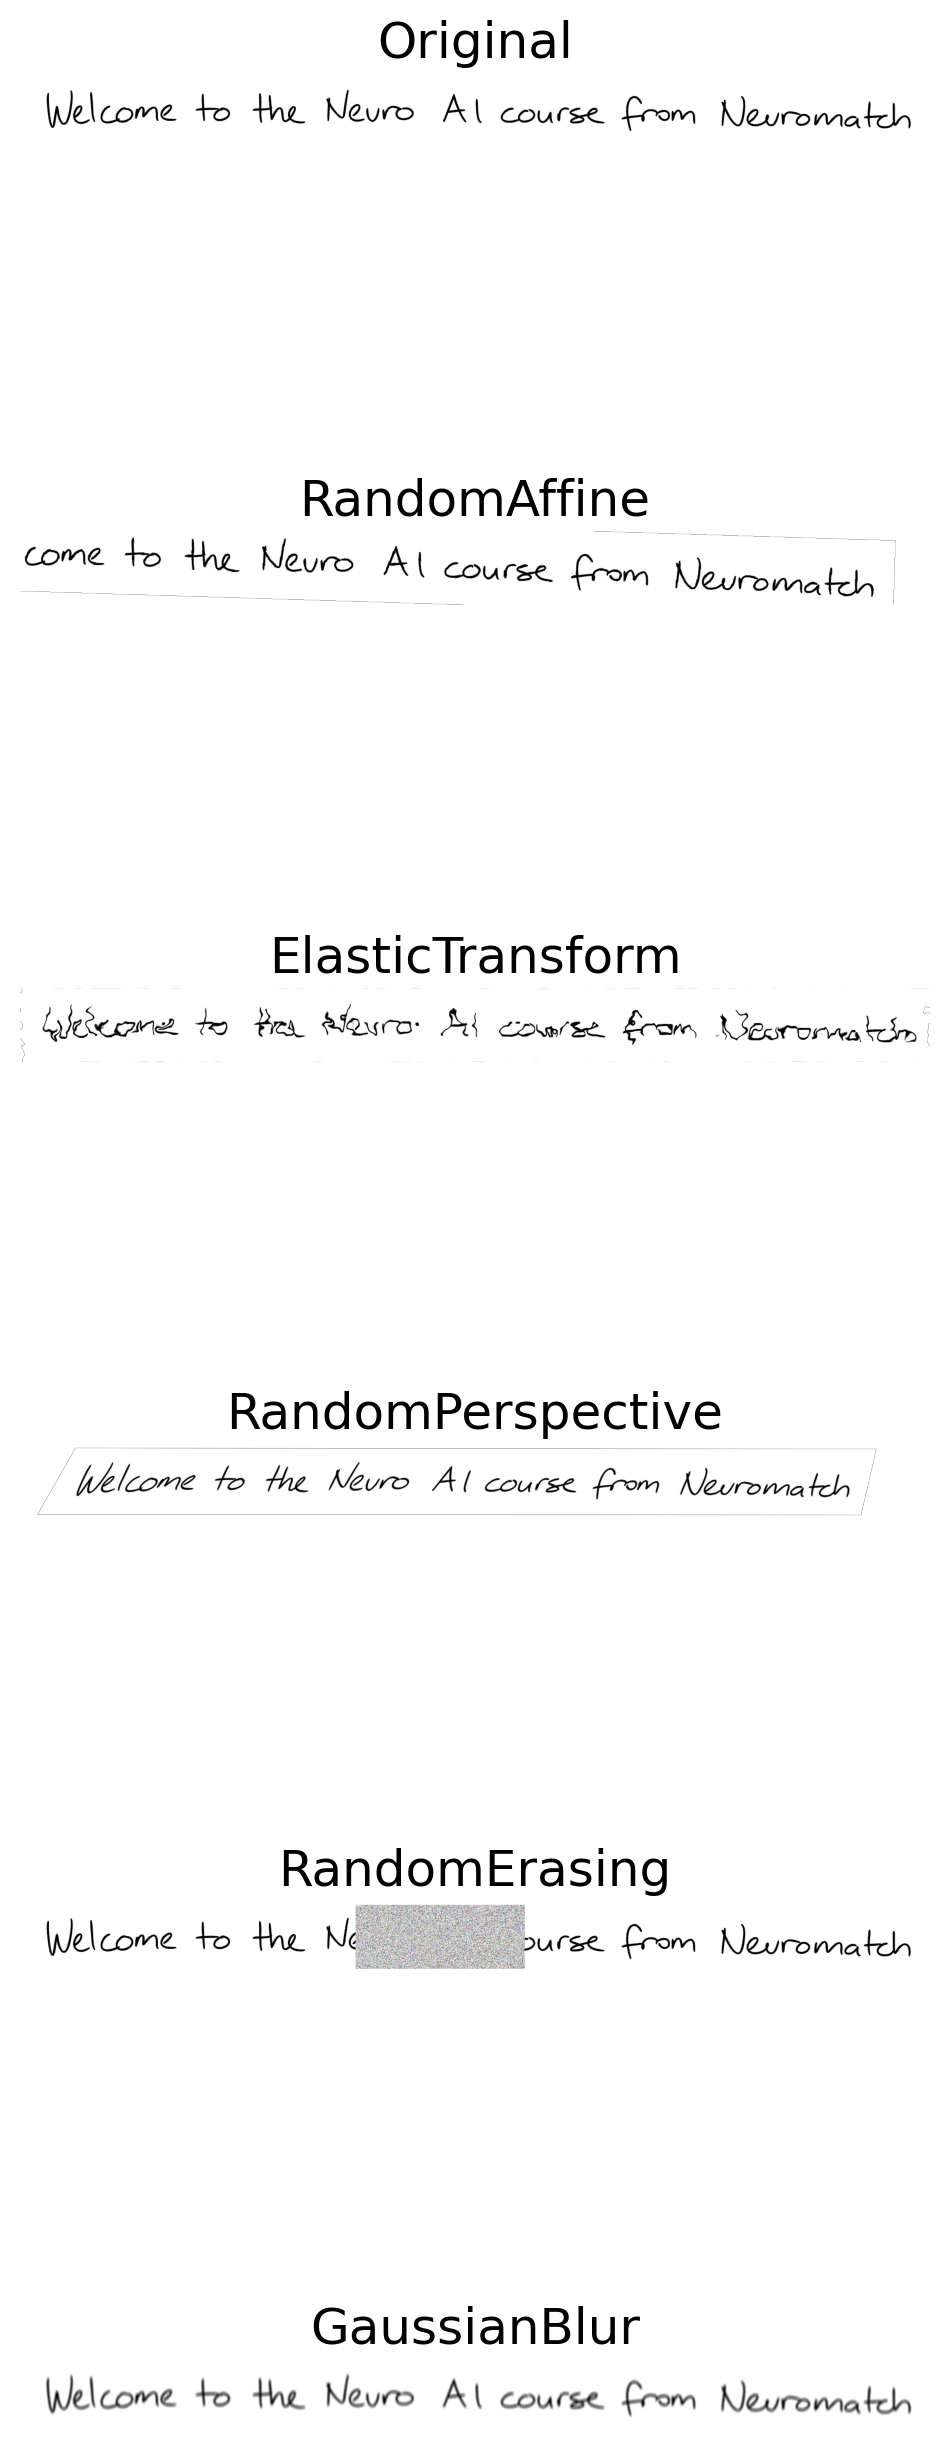 Original
Welcome to the Neuro AI course from Neuromatch
RandomAffine
come to the Neuro AI course from Neuromatch
ElasticTransform
Welcome to the Neuro AI course from Neuromatch
RandomPerspective
Welcome to the Neuro AI course from Neuromatch
RandomErasing
Welcome to the Ne ourse from Neuromatch
GaussianBlur
Welcome to the Neuro AI course from Neuromatch